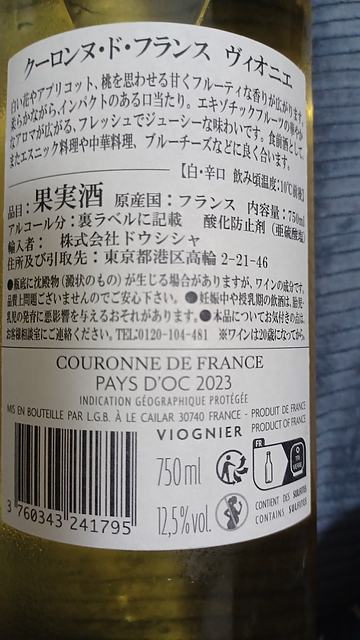 クーロンヌ・ド・フランス ヴィオニエ
白い花やアプリコット、桃を思わせる甘くフルーティな香りが広がります。
柔らかながら、インパクトのある口当たり。エキゾチックフルーツの華やか
なアロマが広がる、フレッシュでジューシーな味わいです。食前酒として、
またエスニック料理や中華料理、ブルーチーズなどに良く合います。
【白・辛口 飲み頃温度:10℃前後】
品目:果実酒 原産国:フランス 内容量:750ml
アルコール分:裏ラベルに記載 酸化防止剤(亜硫酸塩)
輸入者: 株式会社ドウシシャ
住所及び引取先:東京都港区高輪 2-21-46
●瓶底に沈殿物(澱状のもの)が生じる場合がありますが、ワインの成分です。
品質上問題ございませんのでご安心下さい。●妊娠中や授乳期の飲酒は、胎児・
乳児の発育に悪影響を与えるおそれがあります。●本品についてお気付きの点は、
お客様相談室にご連絡ください。TEL:0120-104-481 ※ワインは20歳になってから。
COURONNE DE FRANCE
PAYS D'OC 2023
INDICATION GÉOGRAPHIQUE PROTÉGÉE
MIS EN BOUTEILLE PAR L.G.B. À LE CAILAR 30740 FRANCE - PRODUIT DE FRANCE
PRODUCT OF FRANCE
VIOGNIER
750 ml
12,5% vol.
FR
TRI
VERRE
CONTIENT DES SULFITES
CONTAINS SULFITES
3 760343 241795